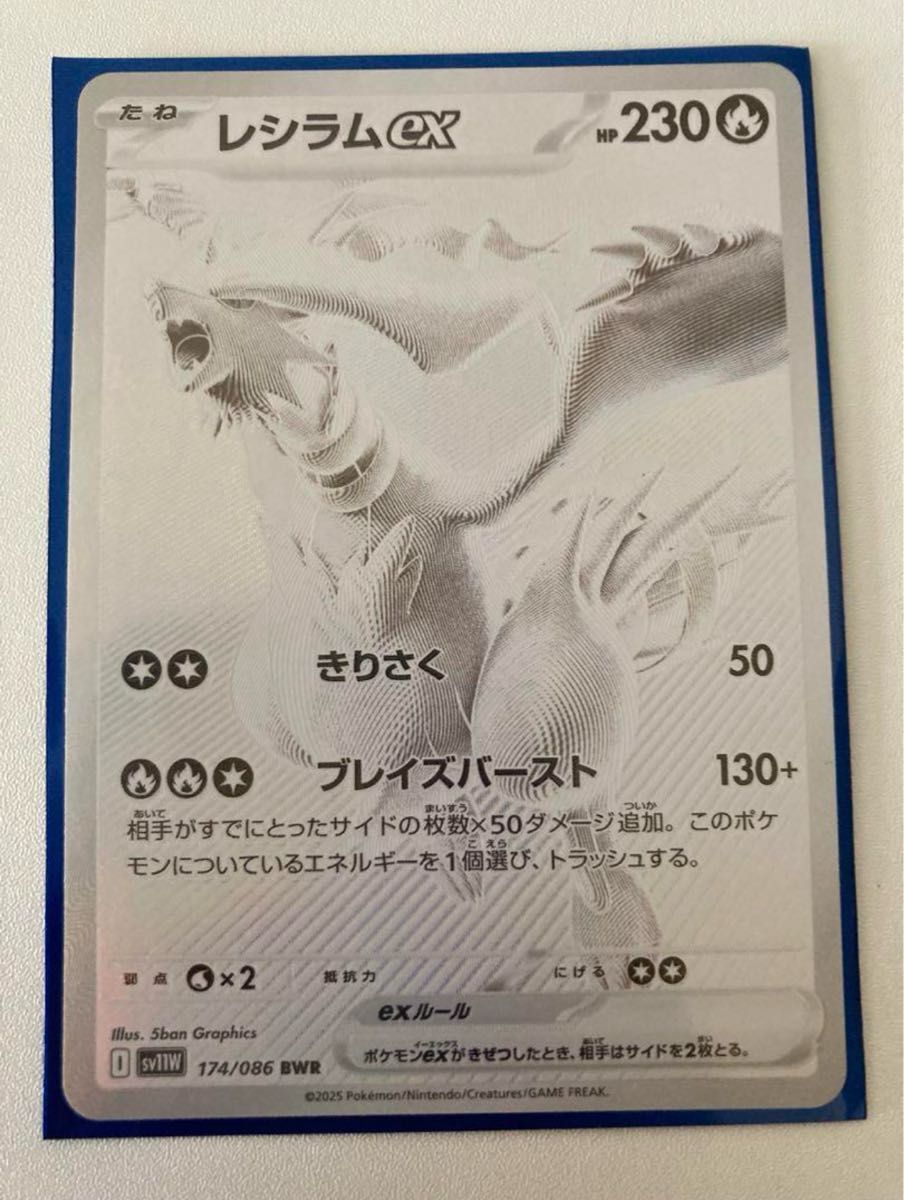 たね
レシラムex
HP230
きりさく 50
ブレイズバースト 130+
相手がすでにとったサイドの枚数×50ダメージ追加。このポケ
モンについているエネルギーを1個選び、トラッシュする。
弱点 ×2 抵抗力 にげる
exルール
ポケモンexがきぜつしたとき、相手はサイドを2枚とる。
Illus. 5ban Graphics
I SV11W 174/086 BWR
©2025 Pokémon/Nintendo/Creatures/GAME FREAK.